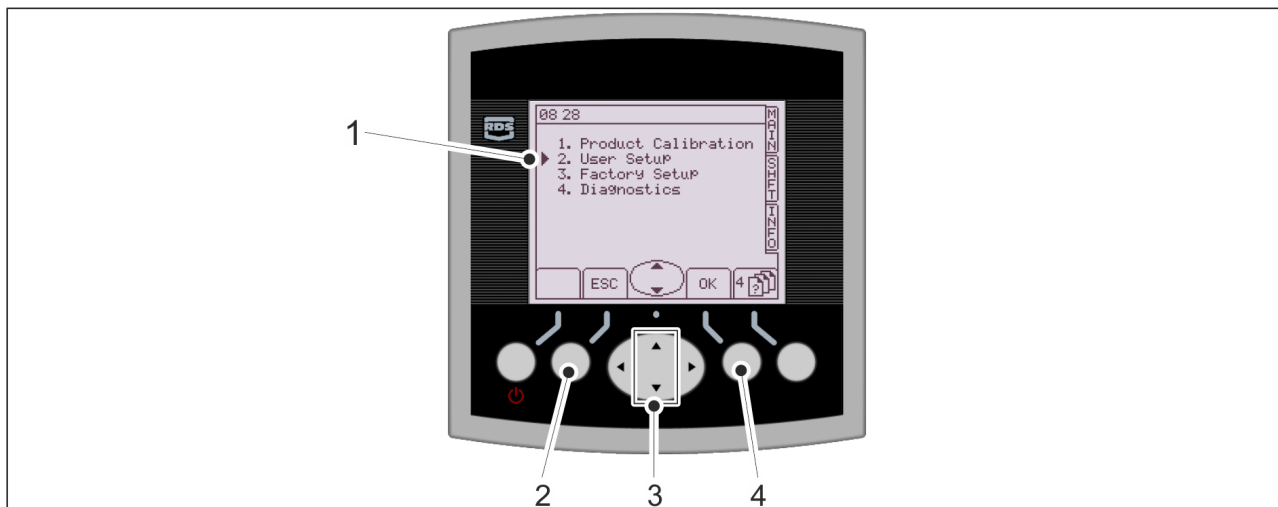 RDS
08 28
1. Product Calibration
2. User Setup
3. Factory Setup
4. Diagnostics
MAIN
SHFT
INFO
ESC
OK
4 ?
1
2
3
4